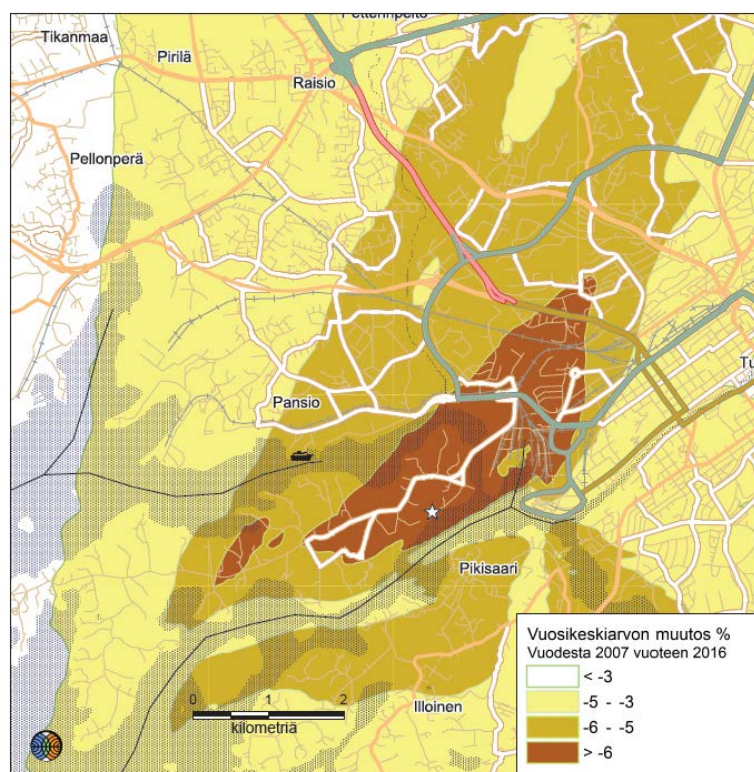 Tikanmaa
Pirilä
Raisio
Pellonperä
Pansio
Pikisaari
Illoinen
0 1 2
kilometriä
Vuosikeskiarvon muutos %
Vuodesta 2007 vuoteen 2016
< -3
-5 - -3
-6 - -5
> -6